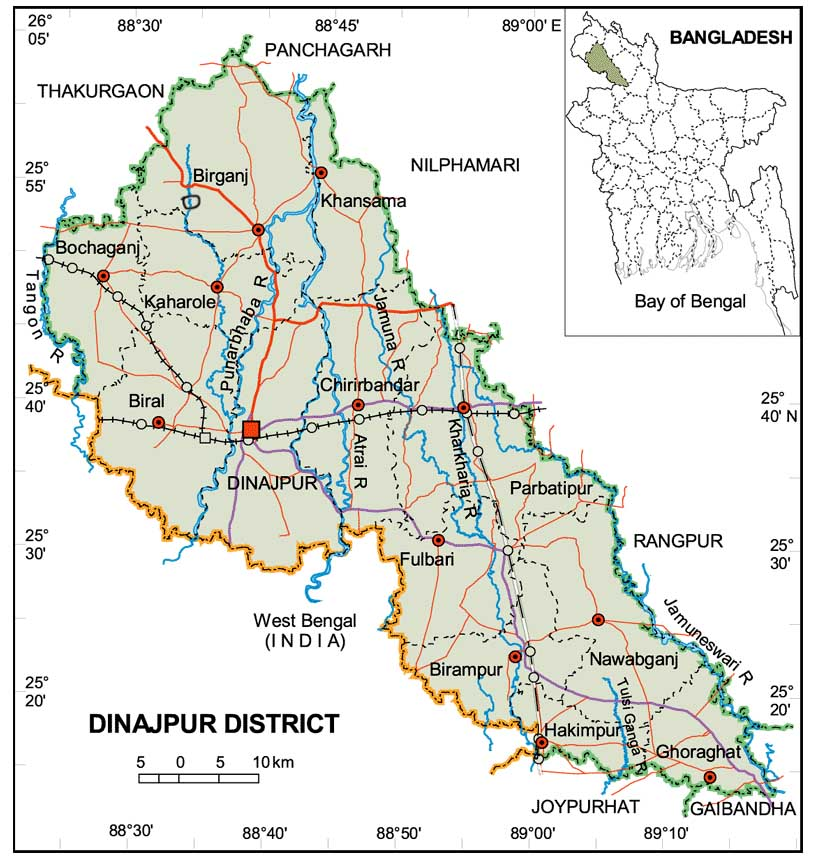 26°
05'
88°30'
88°45'
89°00' E
PANCHAGARH
BANGLADESH
THAKURGAON
NILPHAMARI
25°
55'
Birganj
Khansama
Bochaganj
Kaharole
Tangon R
Punarbhaba R
Jamuna R
Bay of Bengal
25°
40'
Biral
Chirirbandar
25°
40' N
Atrai R
Kharkharia R
DINAJPUR
Parbatipur
25°
30'
Fulbari
RANGPUR
25°
30'
West Bengal
(INDIA)
Jamuneswari R
Birampur
Nawabganj
25°
20'
25°
20'
Tulsi Ganga R
DINAJPUR DISTRICT
Hakimpur
Ghoraghat
5 0 5 10 km
JOYPURHAT
GAIBANDHA
88°30'
88°40'
88°50'
89°00'
89°10'